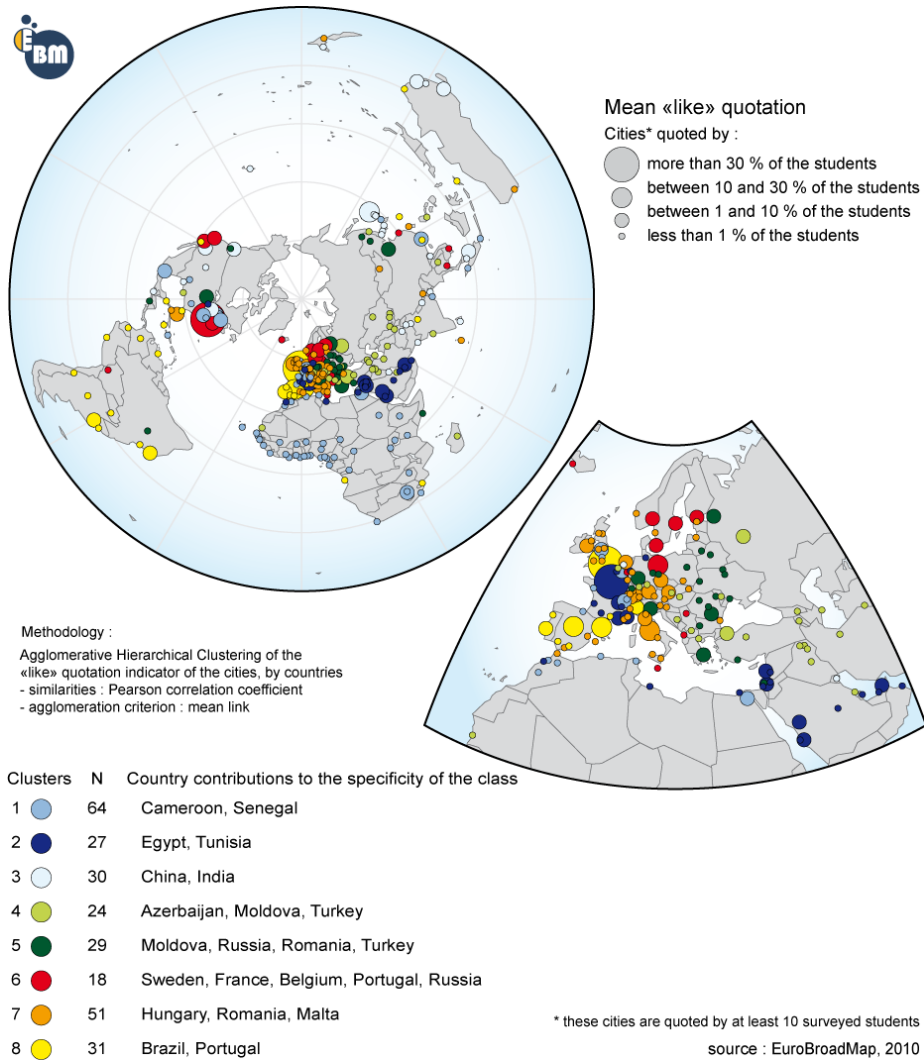 EBM
Mean «like» quotation
Cities* quoted by :
more than 30 % of the students
between 10 and 30 % of the students
between 1 and 10 % of the students
less than 1 % of the students
Methodology :
Agglomerative Hierarchical Clustering of the
«like» quotation indicator of the cities, by countries
- similarities : Pearson correlation coefficient
- agglomeration criterion : mean link
Clusters N Country contributions to the specificity of the class
1 64 Cameroon, Senegal
2 27 Egypt, Tunisia
3 30 China, India
4 24 Azerbaijan, Moldova, Turkey
5 29 Moldova, Russia, Romania, Turkey
6 18 Sweden, France, Belgium, Portugal, Russia
7 51 Hungary, Romania, Malta
8 31 Brazil, Portugal
* these cities are quoted by at least 10 surveyed students
source : EuroBroadMap, 2010